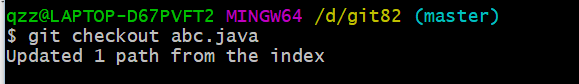 qzz@LAPTOP-D67PVFT2 MINGW64 /d/git82 (master)
$ git checkout abc.java
Updated 1 path from the index